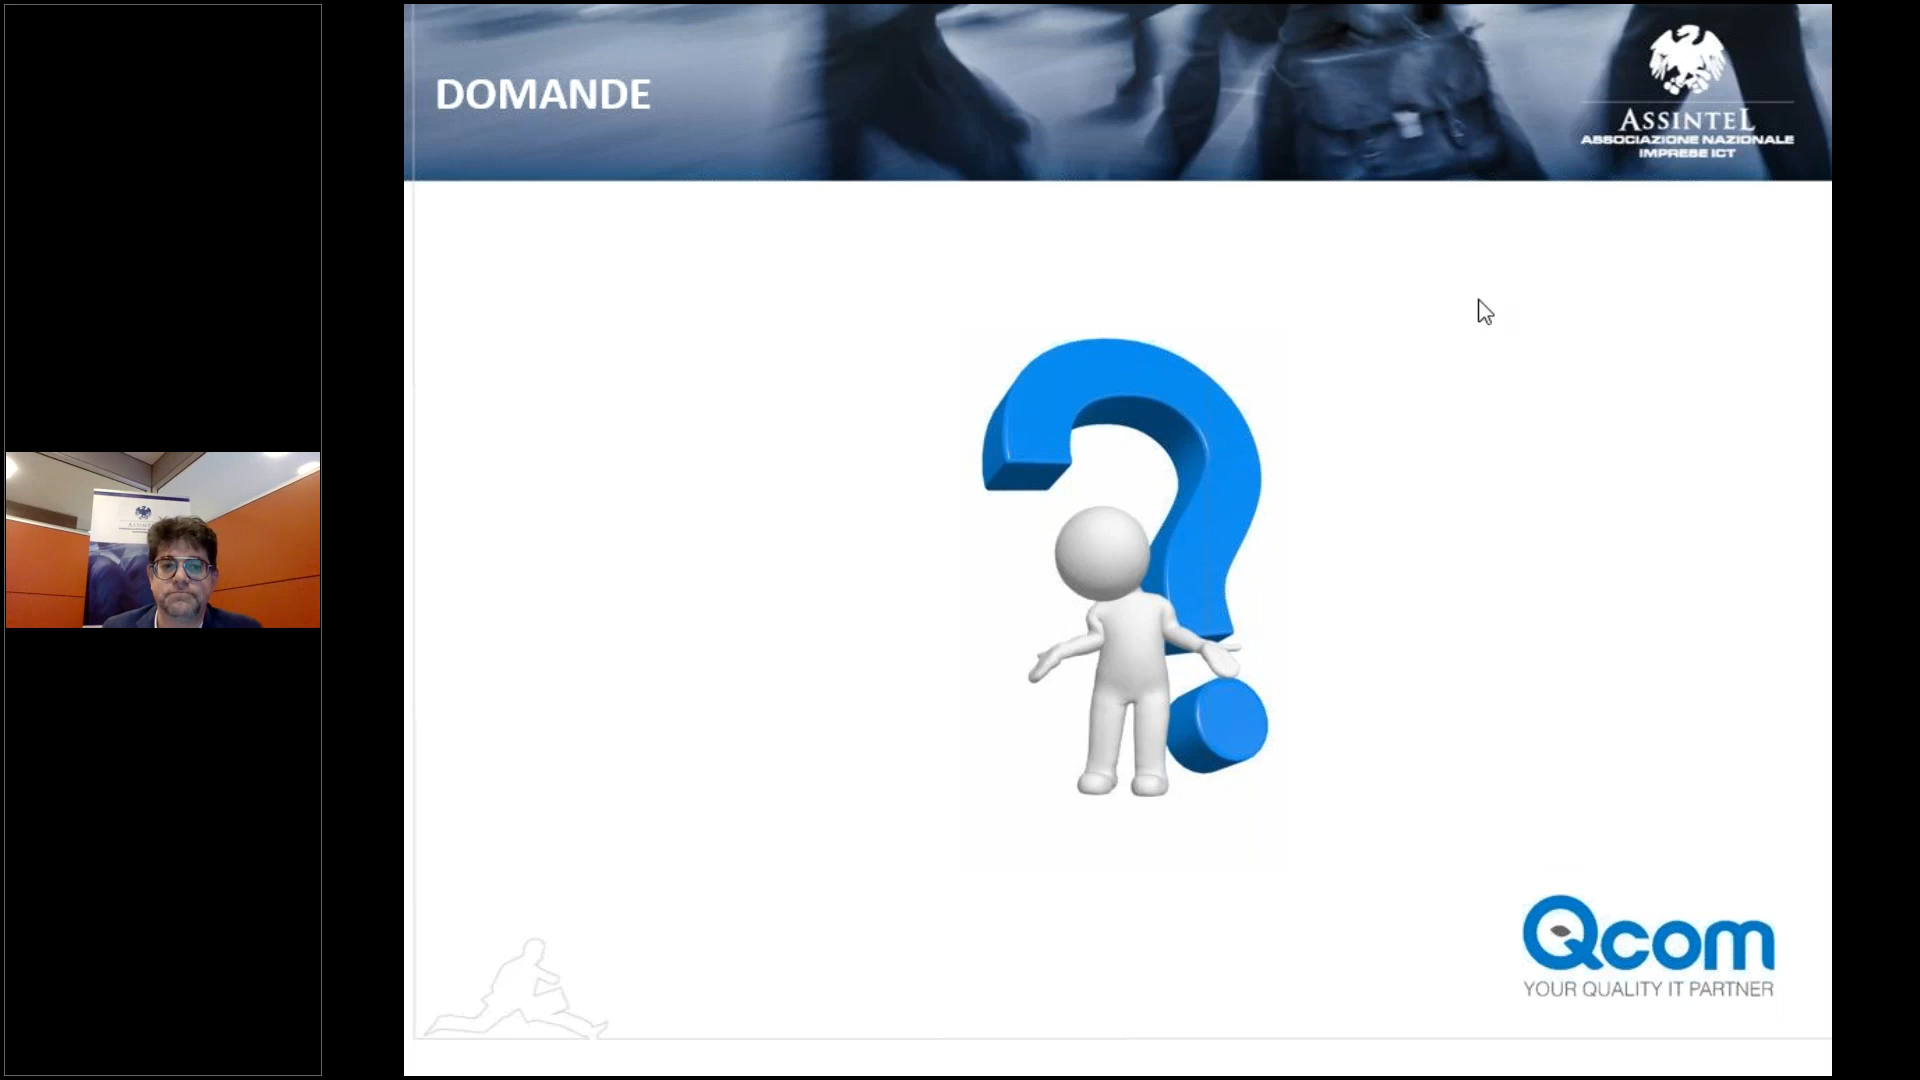 DOMANDE
ASSINTEL
ASSOCIAZIONE NAZIONALE
IMPRESE ICT
Qcom
YOUR QUALITY IT PARTNER